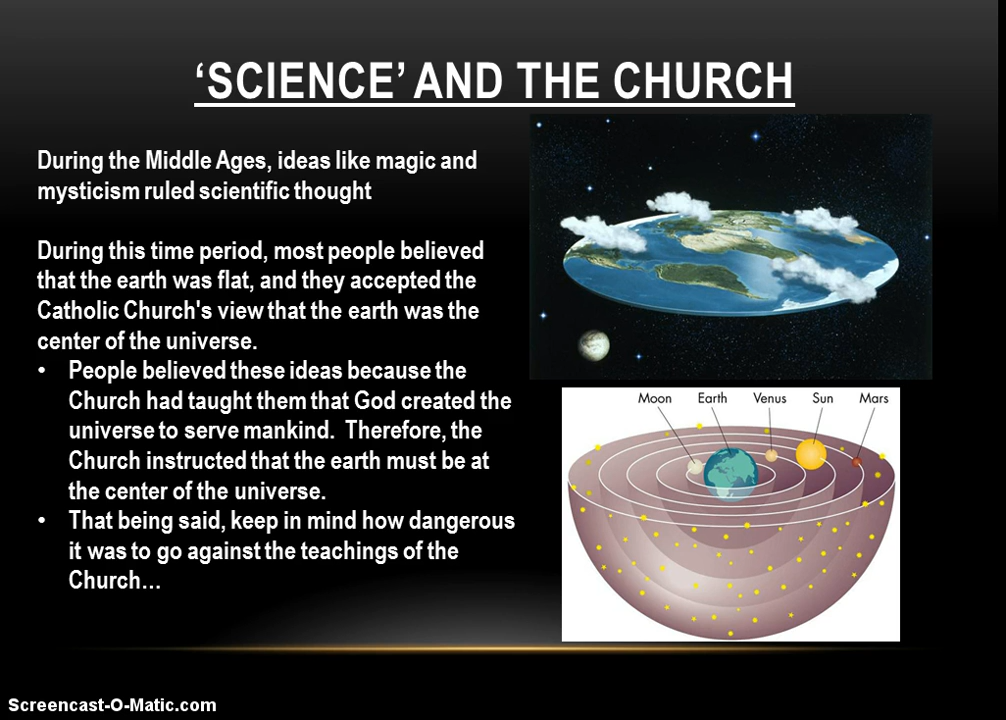 ‘SCIENCE’ AND THE CHURCH
During the Middle Ages, ideas like magic and
mysticism ruled scientific thought
During this time period, most people believed
that the earth was flat, and they accepted the
Catholic Church's view that the earth was the
center of the universe.
• People believed these ideas because the
Church had taught them that God created the
universe to serve mankind. Therefore, the
Church instructed that the earth must be at
the center of the universe.
• That being said, keep in mind how dangerous
it was to go against the teachings of the
Church…
Moon Earth Venus Sun Mars
Screencast-O-Matic.com